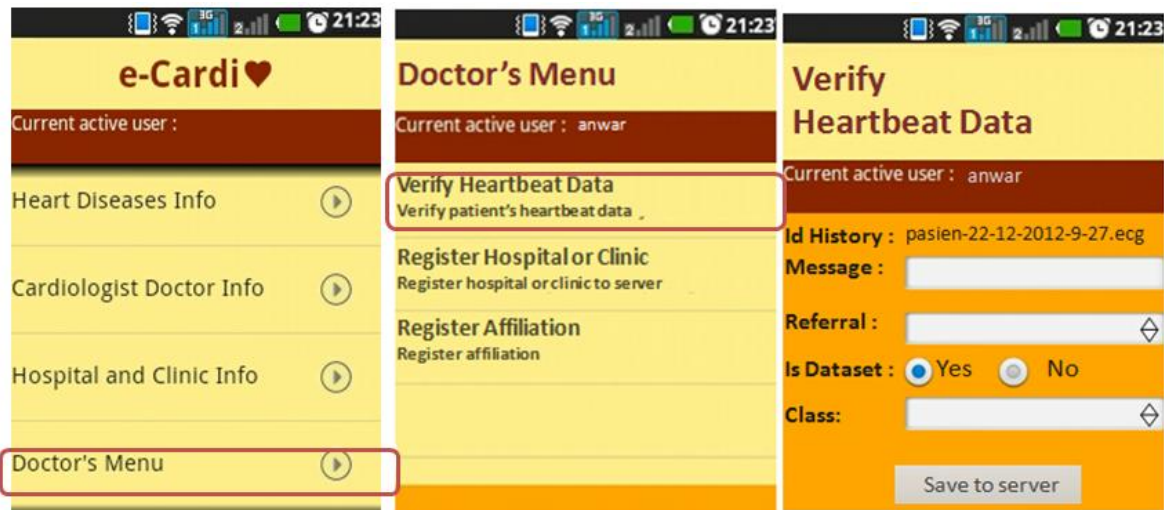 21:23
e-Cardi♥
Current active user :
Heart Diseases Info
Cardiologist Doctor Info
Hospital and Clinic Info
Doctor's Menu
21:23
Doctor's Menu
Current active user : anwar
Verify Heartbeat Data
Verify patient's heartbeat data
Register Hospital or Clinic
Register hospital or clinic to server
Register Affiliation
Register affiliation
21:23
Verify
Heartbeat Data
Current active user : anwar
Id History : pasien-22-12-2012-9-27.ecg
Message :
Referral :
Is Dataset : Yes No
Class:
Save to server